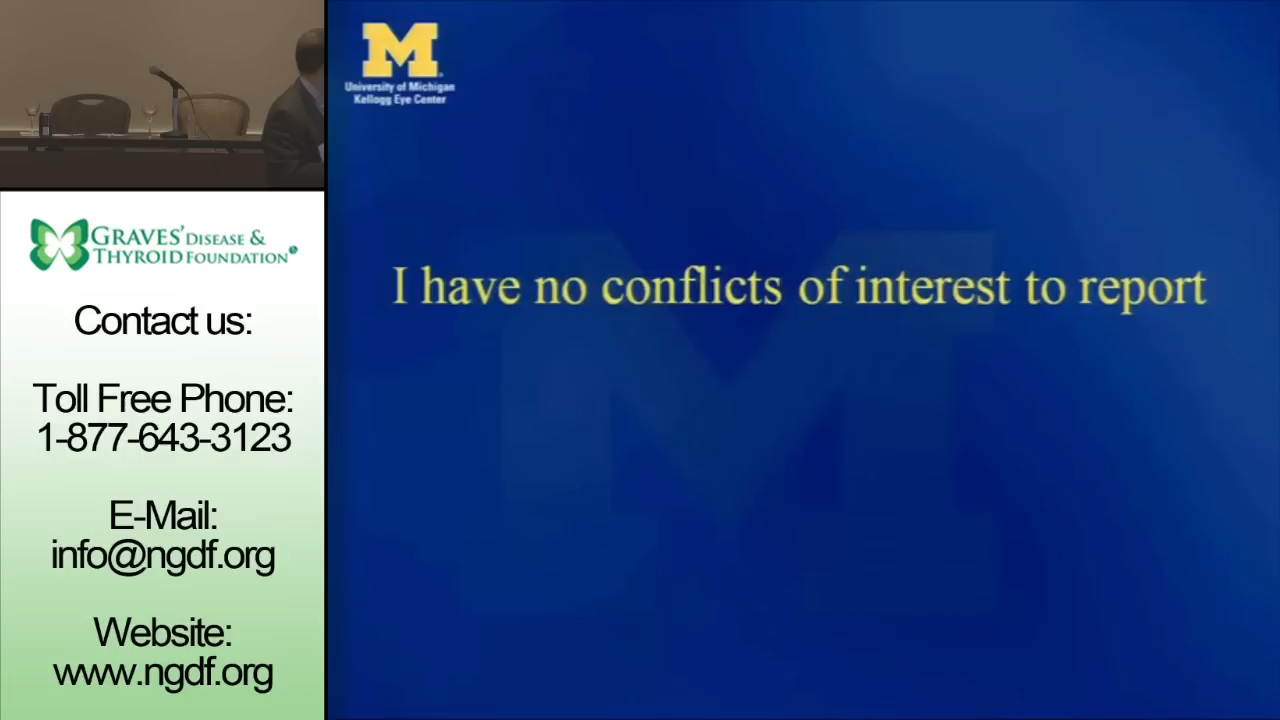 M
University of Michigan
Kellogg Eye Center
I have no conflicts of interest to report
GRAVES' DISEASE &
THYROID FOUNDATION
Contact us:
Toll Free Phone:
1-877-643-3123
E-Mail:
info@ngdf.org
Website:
www.ngdf.org